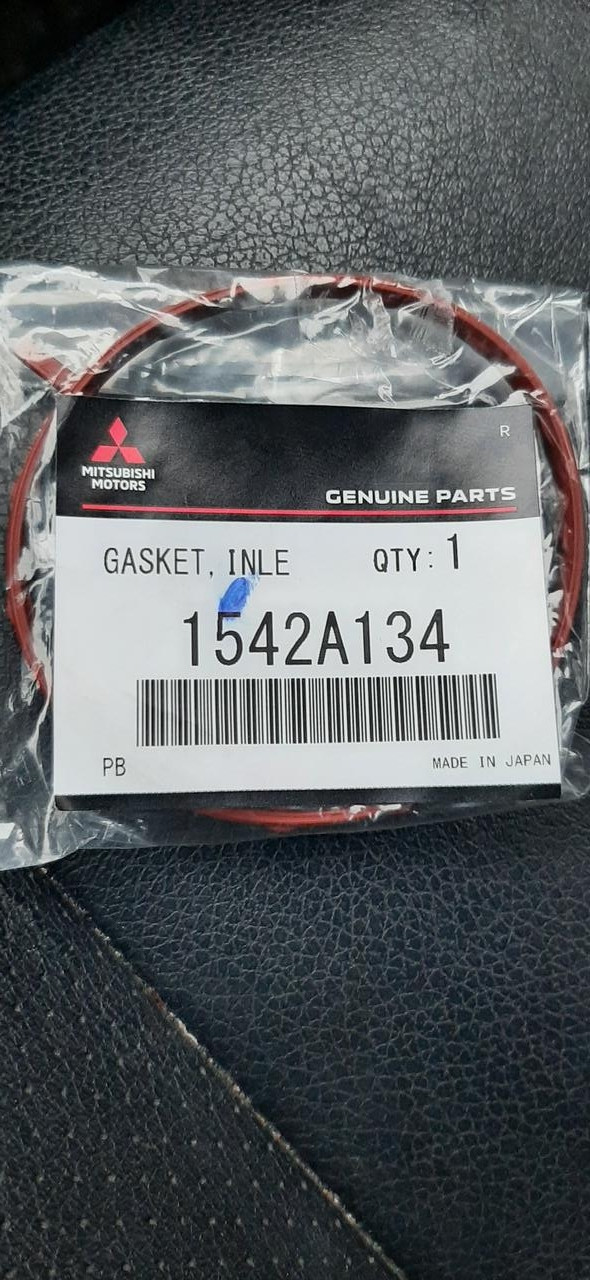 R
MITSUBISHI
MOTORS
GENUINE PARTS
GASKET, INLE QTY: 1
1542A134
PB MADE IN JAPAN